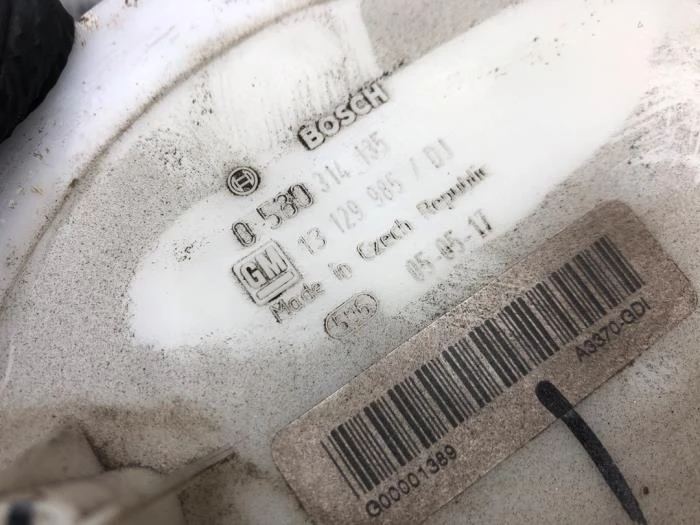 BOSCH
0 580 314 135
13 129 985 / DJ
GM
Made in Czech Republic
05-05-17
A3370-GDI
G00001389